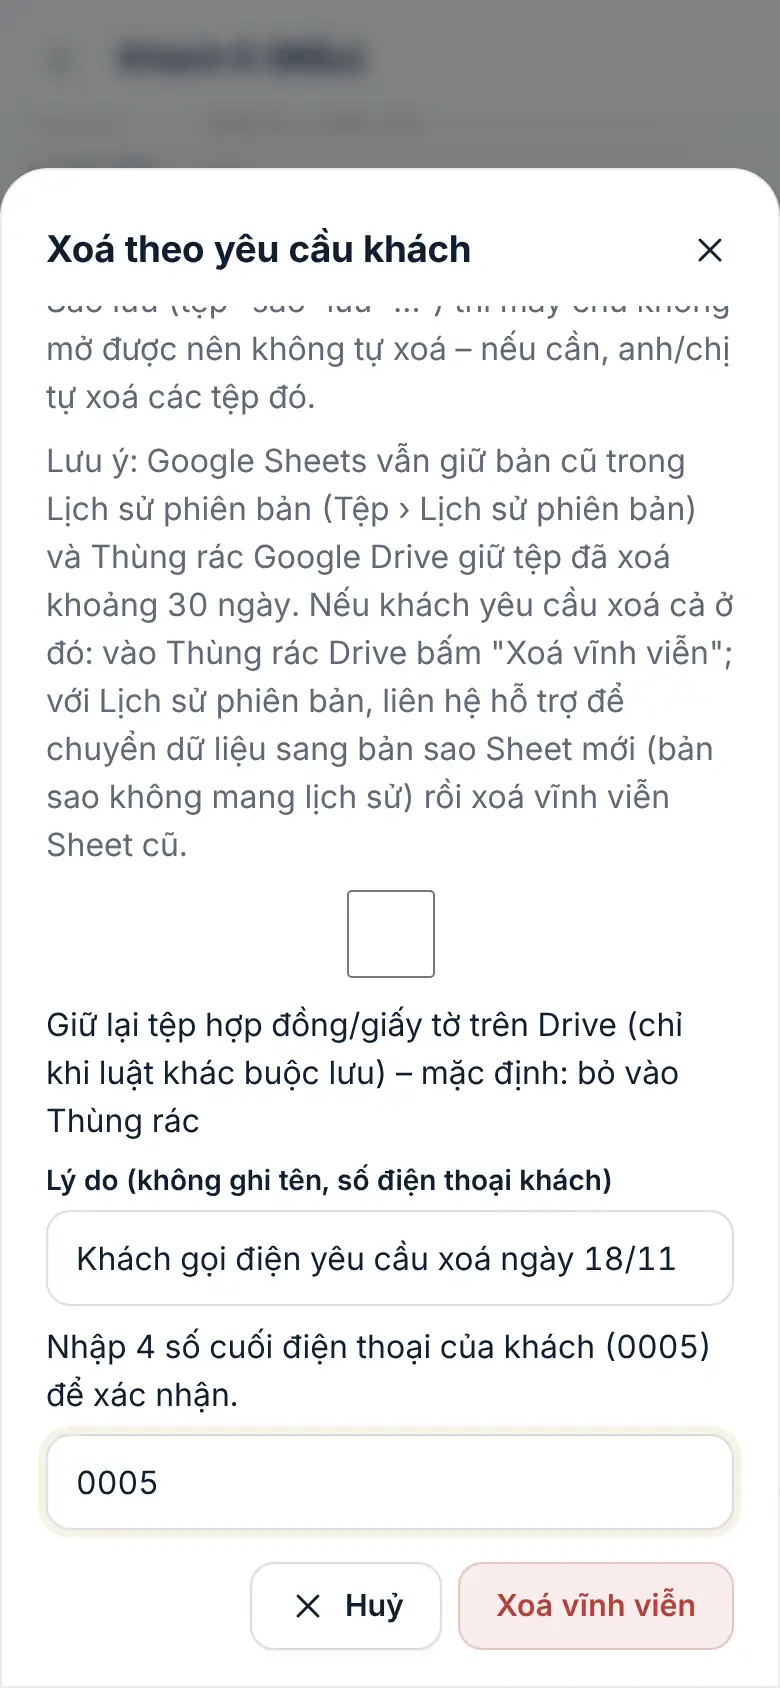 Xoá theo yêu cầu khách
mở được nên không tự xoá – nếu cần, anh/chị
tự xoá các tệp đó.
Lưu ý: Google Sheets vẫn giữ bản cũ trong
Lịch sử phiên bản (Tệp › Lịch sử phiên bản)
và Thùng rác Google Drive giữ tệp đã xoá
khoảng 30 ngày. Nếu khách yêu cầu xoá cả ở
đó: vào Thùng rác Drive bấm "Xoá vĩnh viễn";
với Lịch sử phiên bản, liên hệ hỗ trợ để
chuyển dữ liệu sang bản sao Sheet mới (bản
sao không mang lịch sử) rồi xoá vĩnh viễn
Sheet cũ.
Giữ lại tệp hợp đồng/giấy tờ trên Drive (chỉ
khi luật khác buộc lưu) – mặc định: bỏ vào
Thùng rác
Lý do (không ghi tên, số điện thoại khách)
Khách gọi điện yêu cầu xoá ngày 18/11
Nhập 4 số cuối điện thoại của khách (0005)
để xác nhận.
0005
Huỷ
Xoá vĩnh viễn